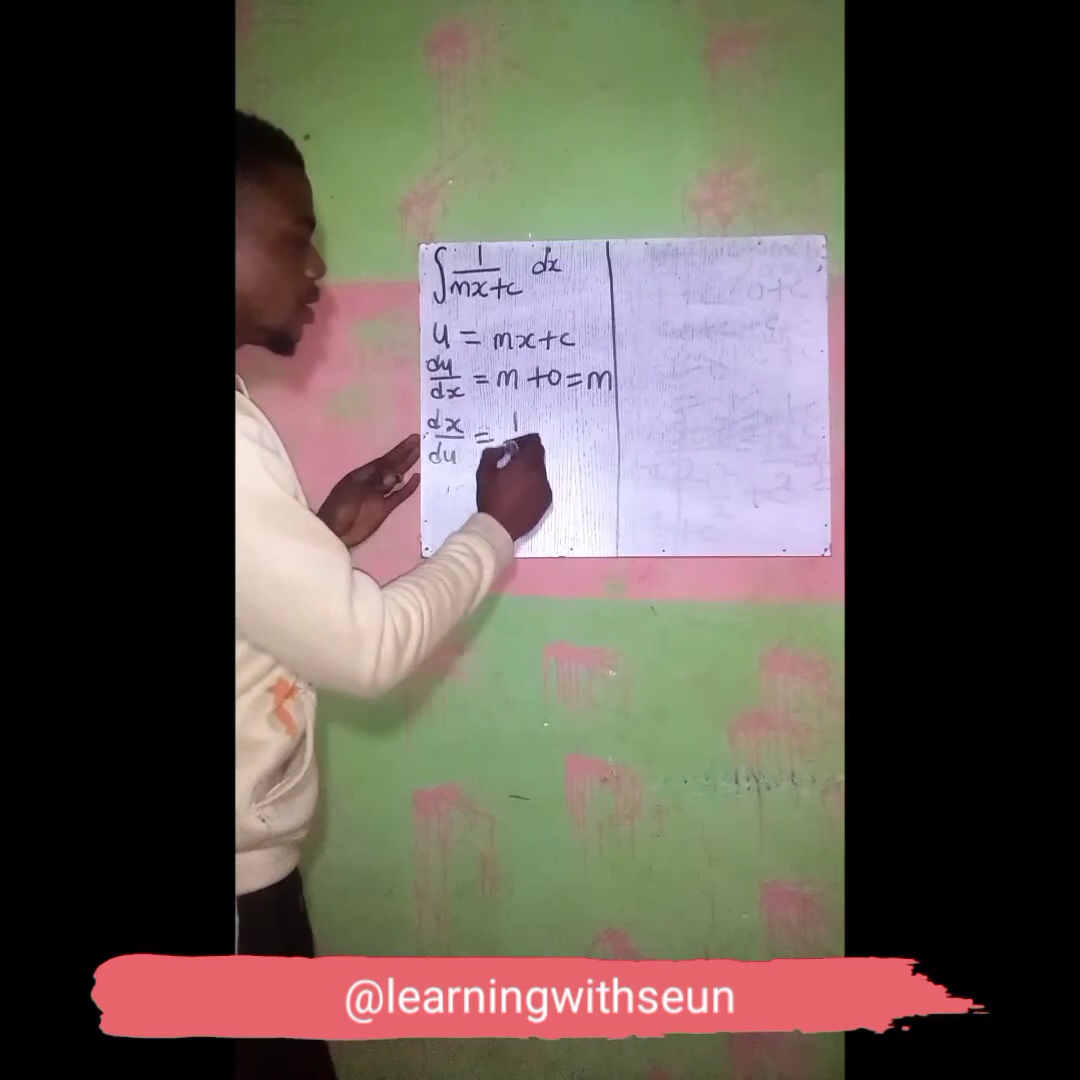 ∫ 1/(mx+c) dx
u = mx+c
du/dx = m +0 = m
dx/du = 1
@learningwithseun